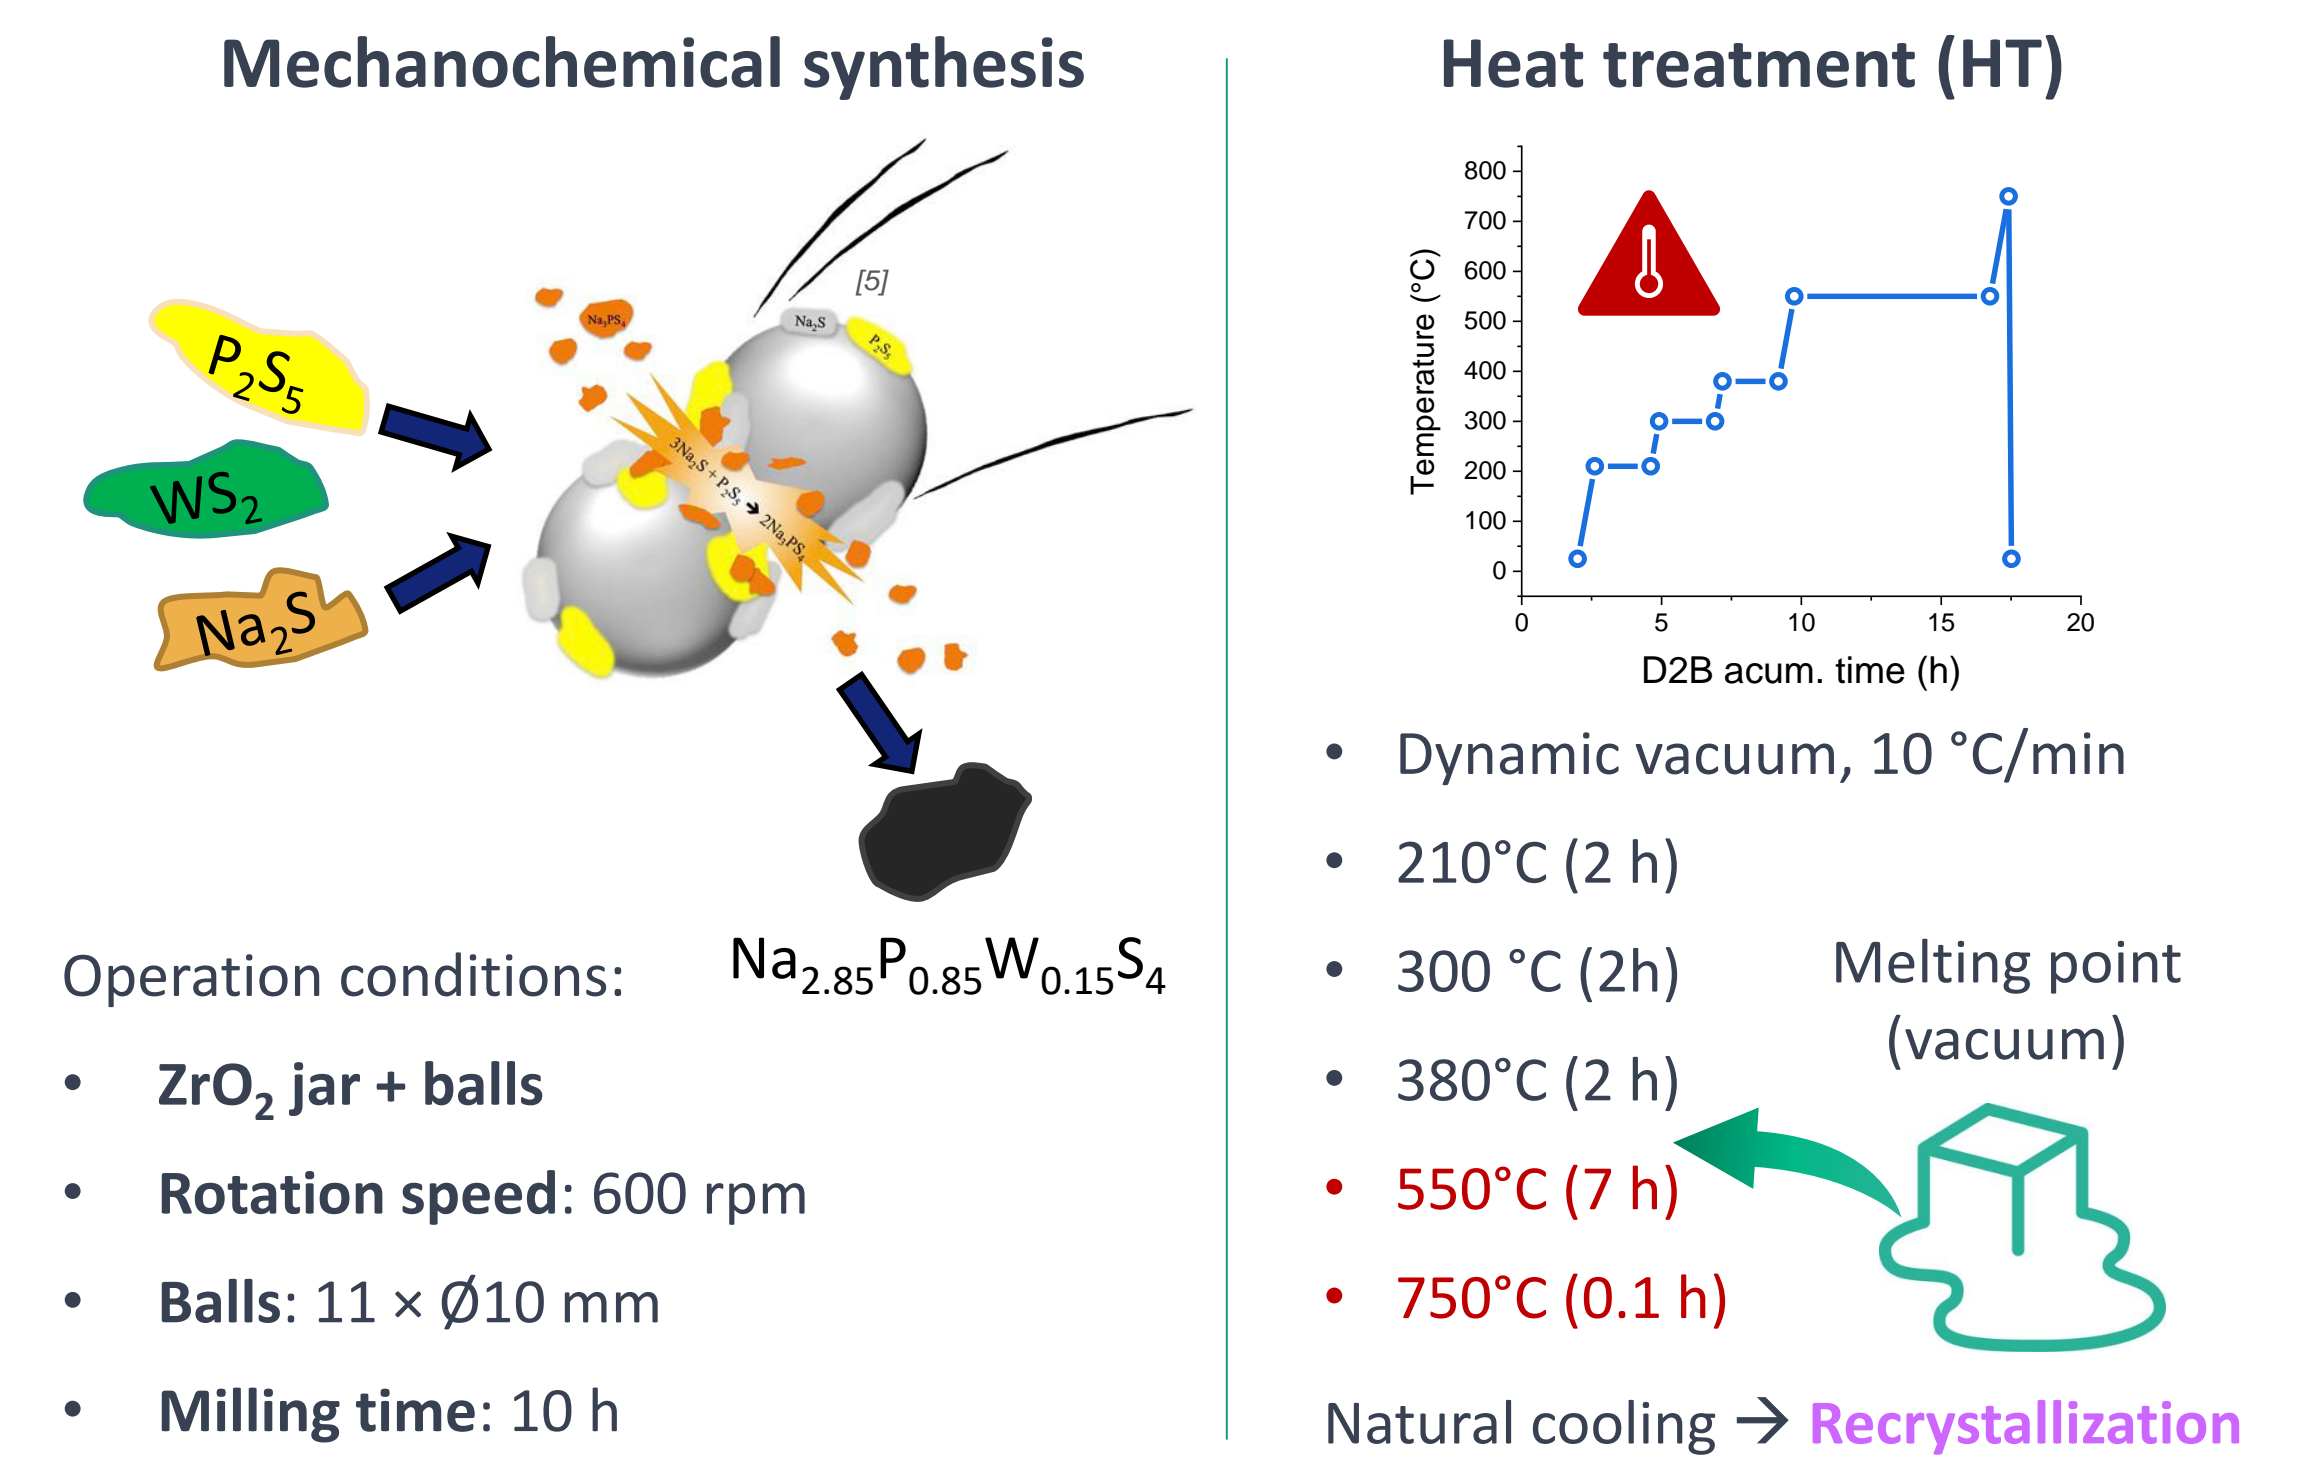 Mechanochemical synthesis
P₂S₅
WS₂
Na₂S
[5]
Na₃PS₄
Na₂S
P₂S₅
3Na₂S + P₂S₅ ➔ 2Na₃PS₄
Na₂.₈₅P₀.₈₅W₀.₁₅S₄
Operation conditions:
• ZrO₂ jar + balls
• Rotation speed: 600 rpm
• Balls: 11 × Ø10 mm
• Milling time: 10 h
Heat treatment (HT)
Temperature (°C)
800
700
600
500
400
300
200
100
0
0 5 10 15 20
D2B acum. time (h)
• Dynamic vacuum, 10 °C/min
• 210°C (2 h)
• 300 °C (2h)
• 380°C (2 h)
• 550°C (7 h)
• 750°C (0.1 h)
Melting point
(vacuum)
Natural cooling → Recrystallization